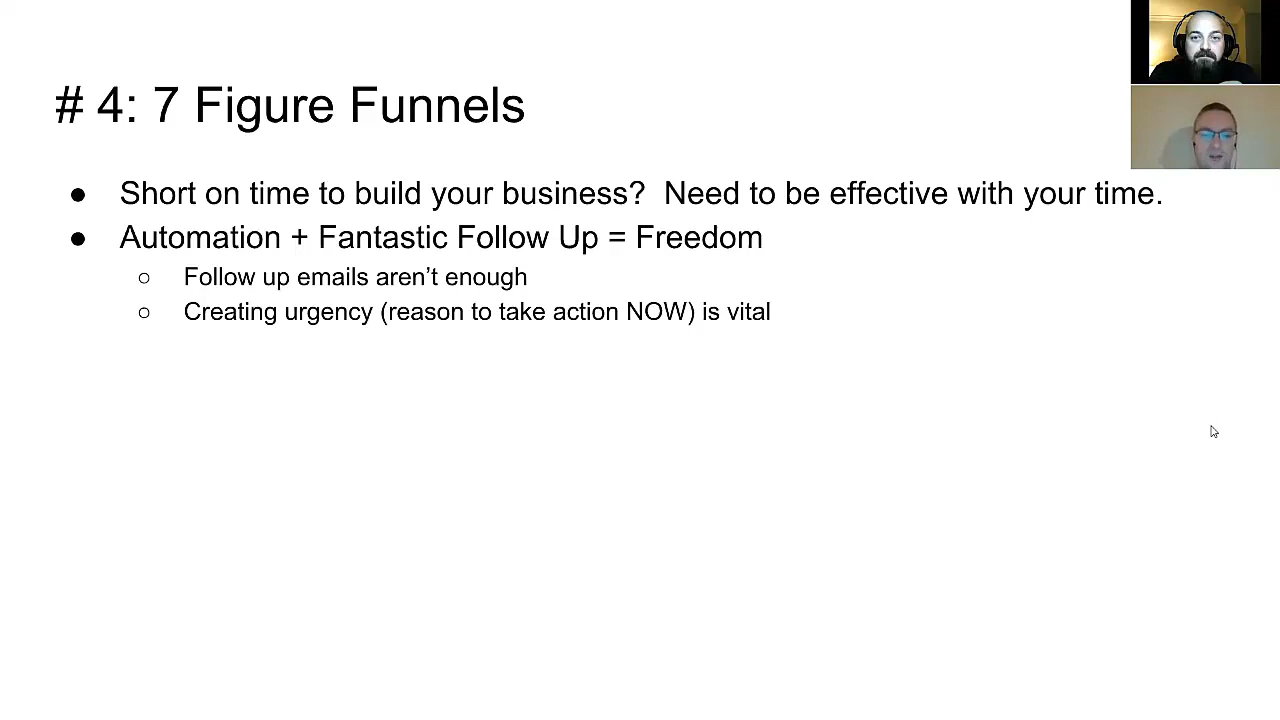 # 4: 7 Figure Funnels
● Short on time to build your business?  Need to be effective with your time.
● Automation + Fantastic Follow Up = Freedom
○ Follow up emails aren’t enough
○ Creating urgency (reason to take action NOW) is vital